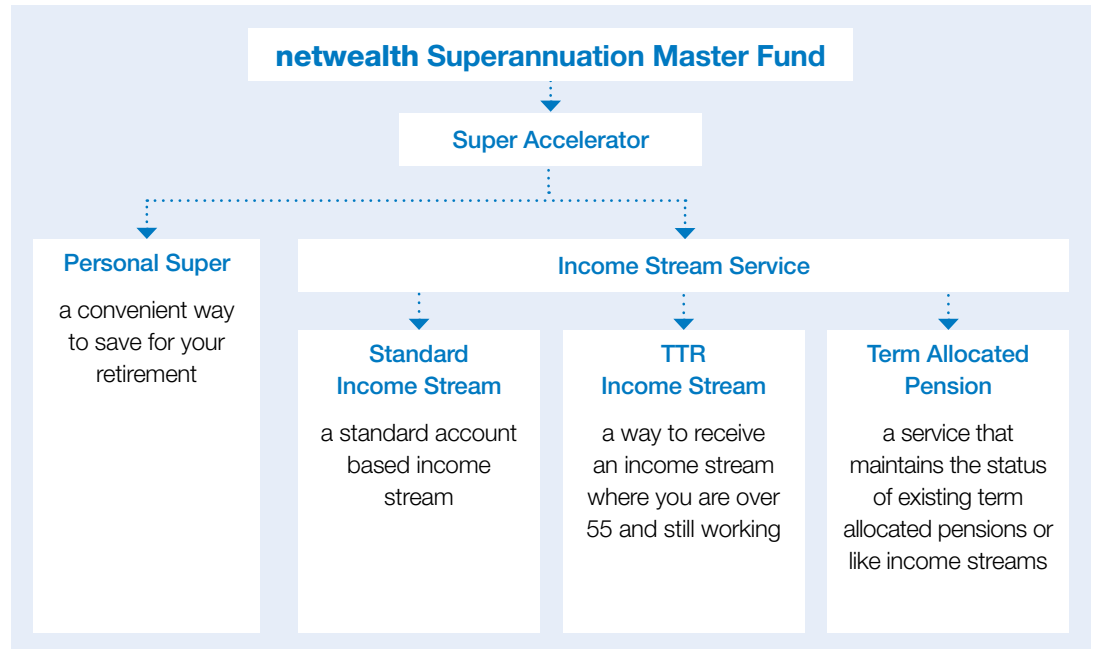 netwealth Superannuation Master Fund
Super Accelerator
Personal Super
a convenient way
to save for your
retirement
Income Stream Service
Standard
Income Stream
a standard account
based income
stream
TTR
Income Stream
a way to receive
an income stream
where you are over
55 and still working
Term Allocated
Pension
a service that
maintains the status
of existing term
allocated pensions or
like income streams